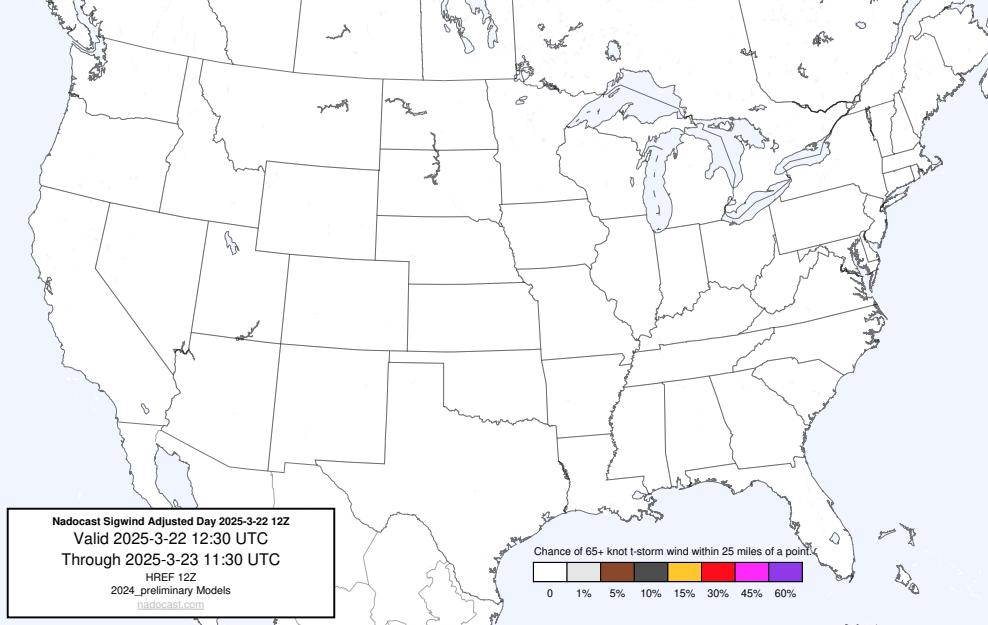 Nadocast Sigwind Adjusted Day 2025-3-22 12Z
Valid 2025-3-22 12:30 UTC
Through 2025-3-23 11:30 UTC
HREF 12Z
2024_preliminary Models
nadocast.com
Chance of 65+ knot t-storm wind within 25 miles of a point.
0 1% 5% 10% 15% 30% 45% 60%